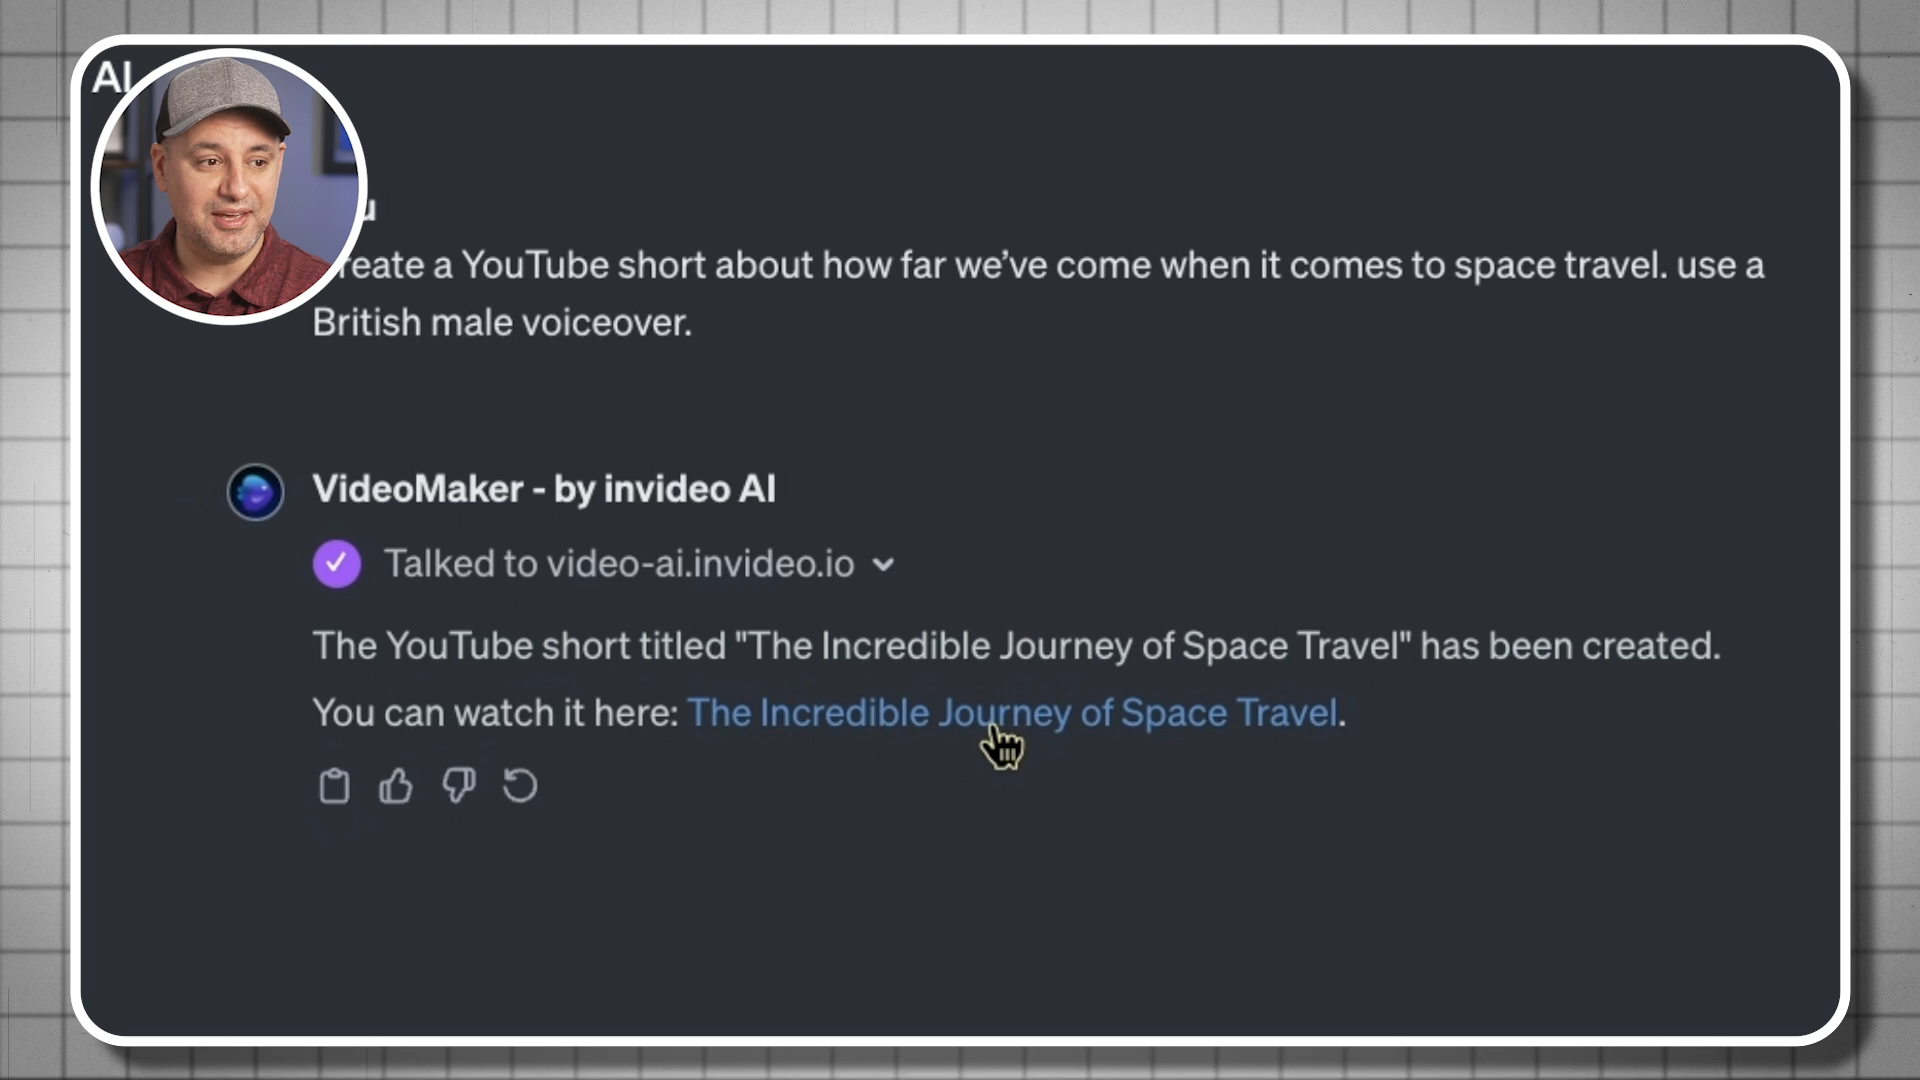 AI
reate a YouTube short about how far we've come when it comes to space travel. use a
British male voiceover.
VideoMaker - by invideo AI
Talked to video-ai.invideo.io
The YouTube short titled "The Incredible Journey of Space Travel" has been created.
You can watch it here: The Incredible Journey of Space Travel.